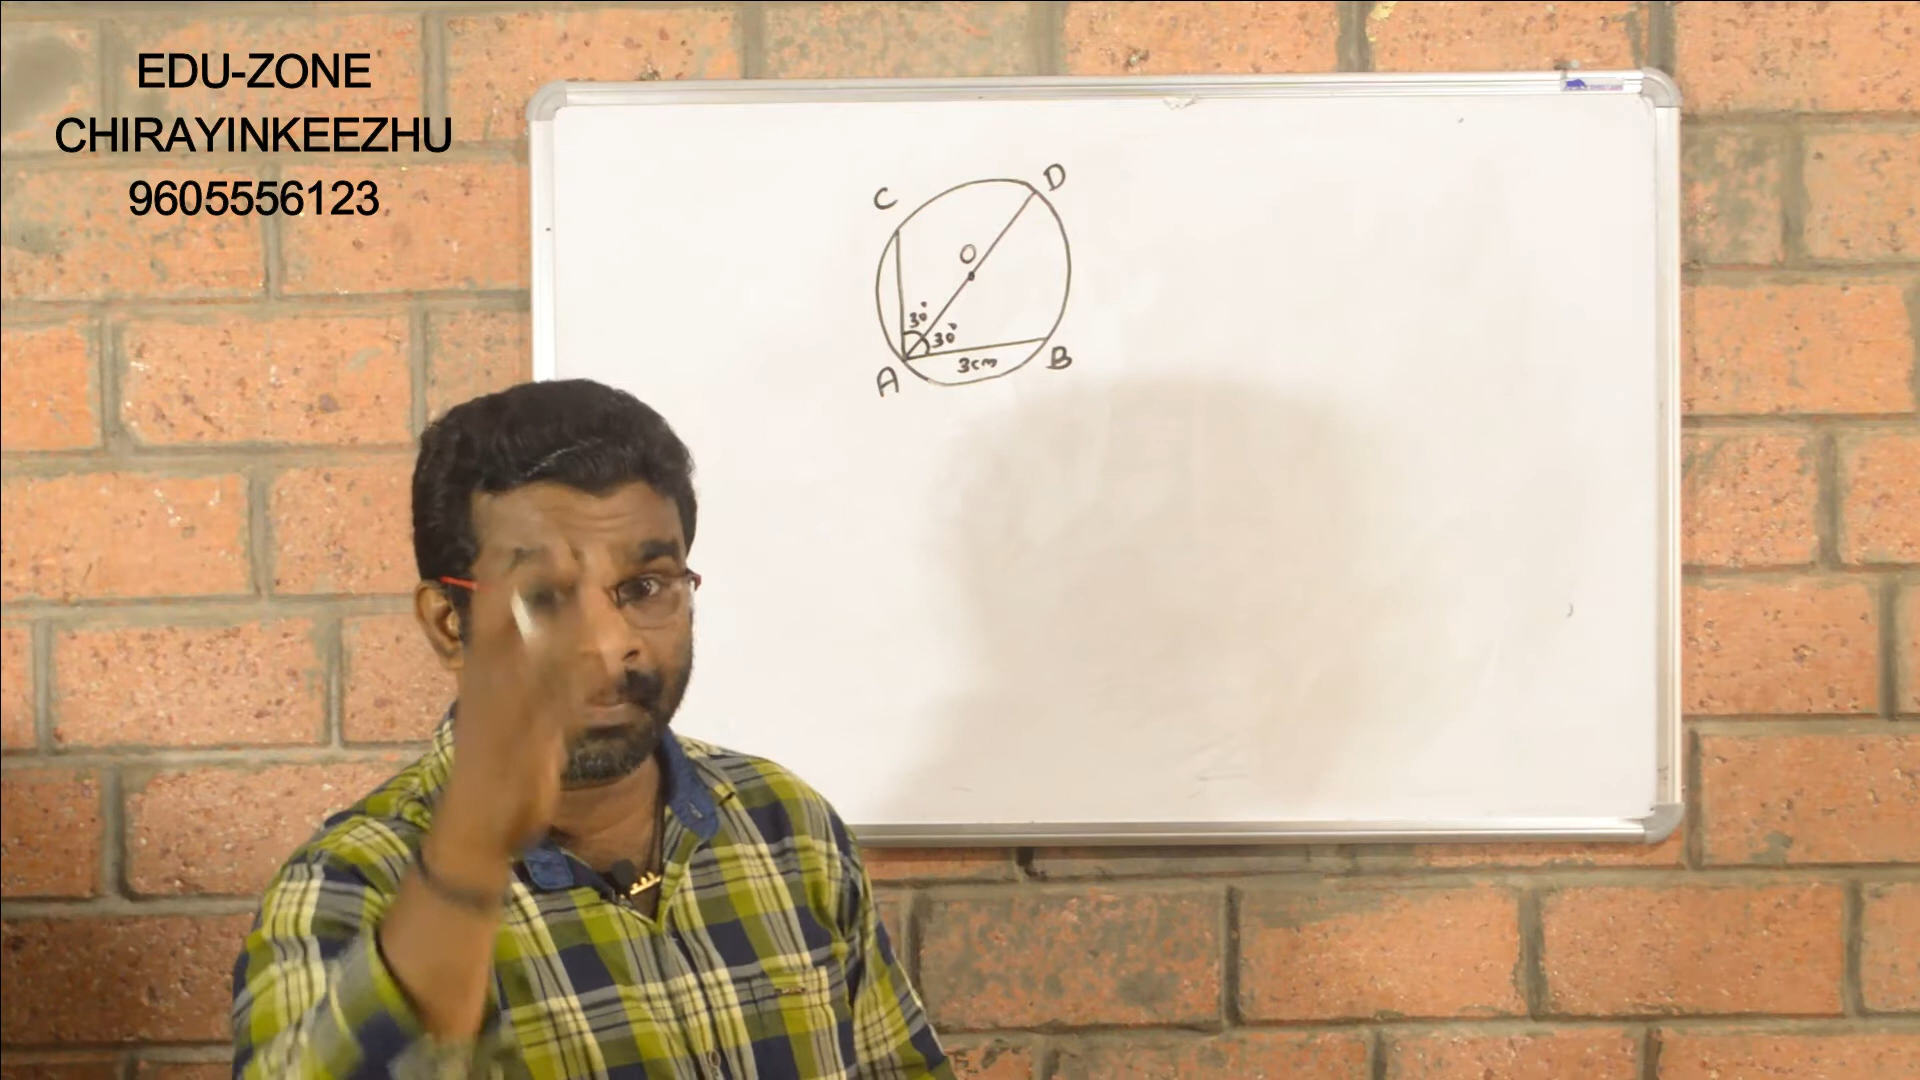 EDU-ZONE
CHIRAYINKEEZHU
9605556123
C
D
O
30°
30°
3cm
A
B